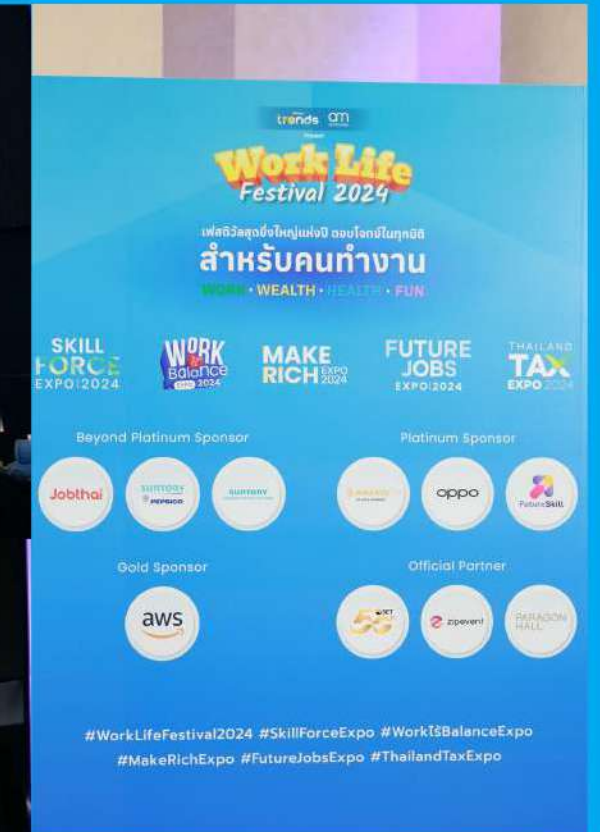 trends am
Work Life
Festival 2024
เฟสติวัลสุดยิ่งใหญ่แห่งปี ตอบโจทย์ในทุกมิติ
สำหรับคนทำงาน
WORK • WEALTH • HEALTH • FUN
SKILL
FORCE
EXPO 2024
WORK
ไร้
Balance
EXPO 2024
MAKE
RICH EXPO
2024
FUTURE
JOBS
EXPO 2024
THAILAND
TAX
EXPO 2024
Beyond Platinum Sponsor
Platinum Sponsor
Jobthai
SUNTORY
PEPSICO
SUNTORY
oppo
FutureSkill
Gold Sponsor
Official Partner
aws
SET
50
zipevent
PARAGON
HALL
#WorkLifeFestival2024 #SkillForceExpo #Workไร้BalanceExpo
#MakeRichExpo #FutureJobsExpo #ThailandTaxExpo